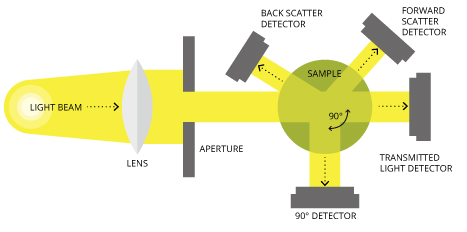 BACK SCATTER
DETECTOR
FORWARD
SCATTER
DETECTOR
SAMPLE
LIGHT BEAM
90°
LENS
APERTURE
TRANSMITTED
LIGHT DETECTOR
90° DETECTOR